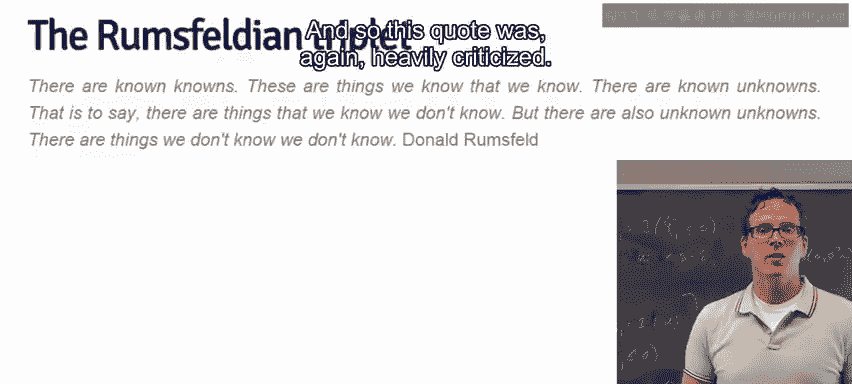 The Rumsfeldian triplet
And so this quote was,
again, heavily criticized.
There are known knowns. These are things we know that we know. There are known unknowns.
That is to say, there are things that we know we don't know. But there are also unknown unknowns.
There are things we don't know we don't know. Donald Rumsfeld